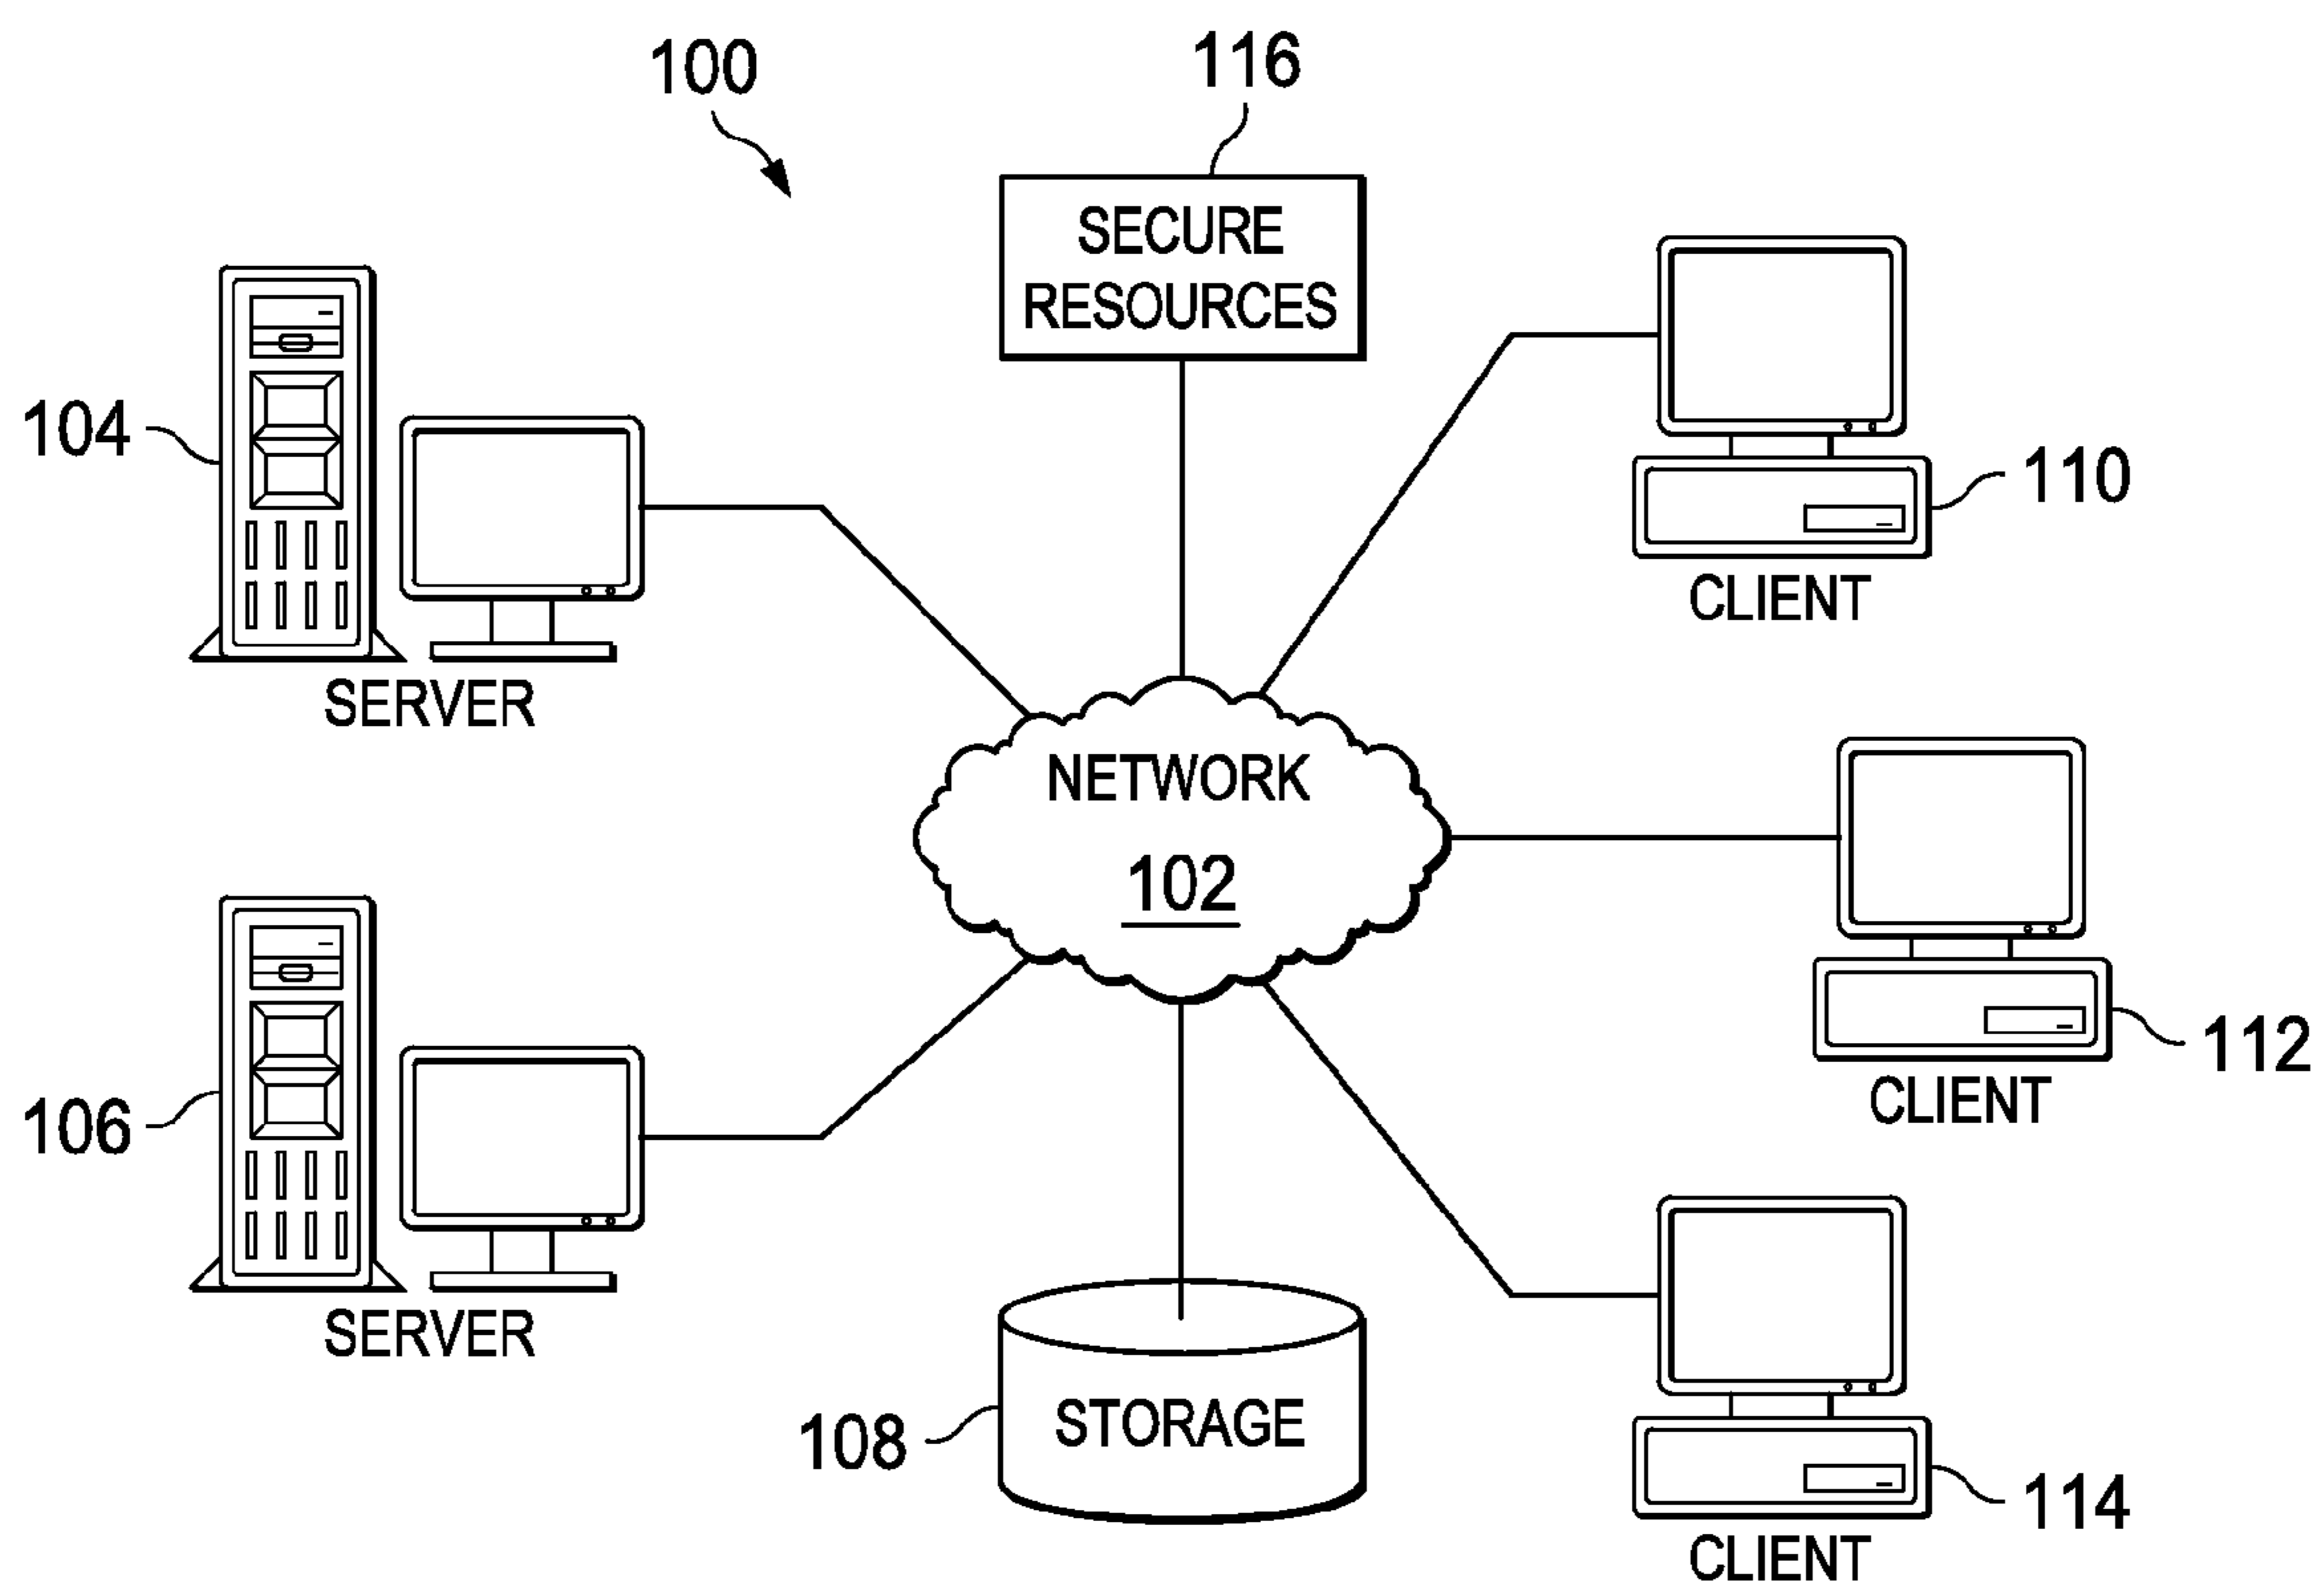 100
116
SECURE
RESOURCES
104
110
SERVER
CLIENT
NETWORK
102
112
CLIENT
106
SERVER
108
STORAGE
114
CLIENT